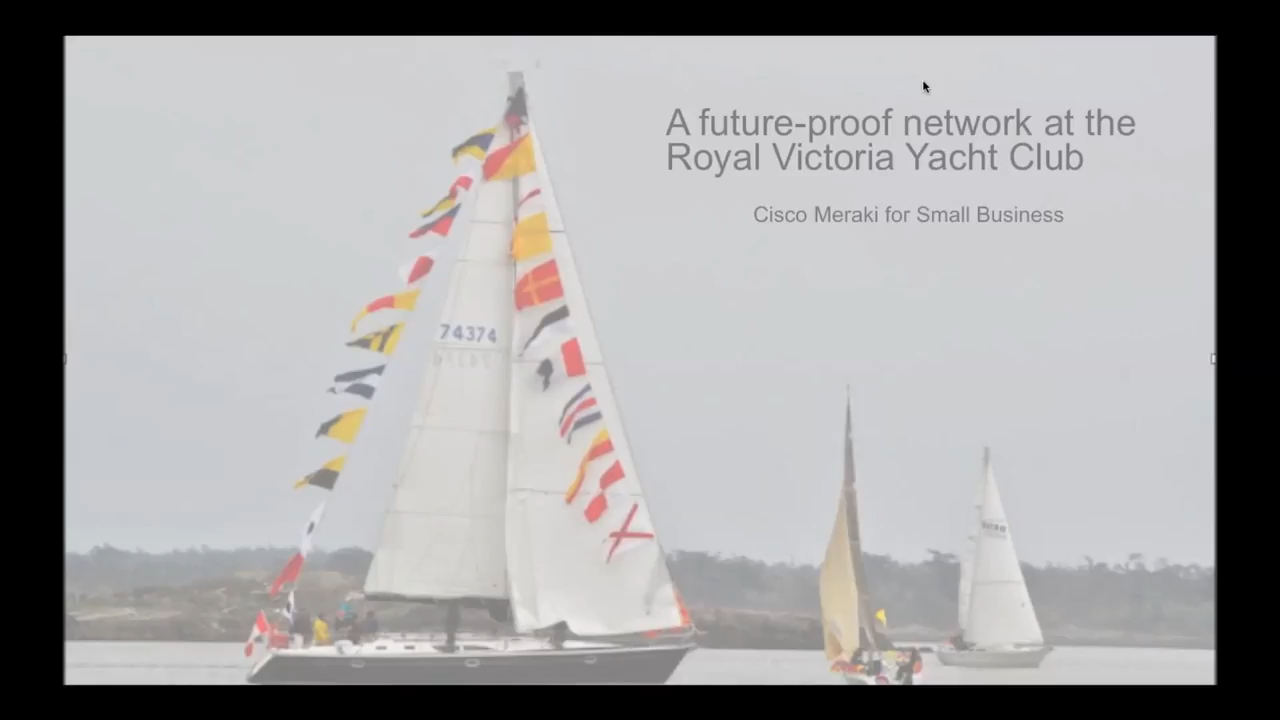 A future-proof network at the
Royal Victoria Yacht Club
Cisco Meraki for Small Business
74374